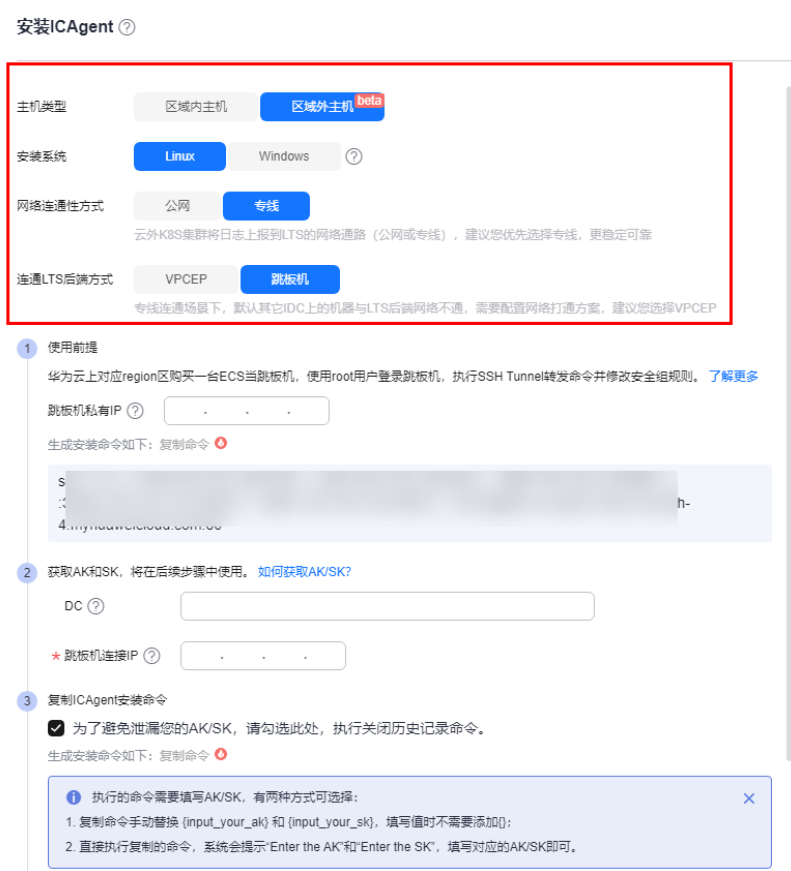 安装ICAgent ?
主机类型 区域内主机 区域外主机 beta
安装系统 Linux Windows ?
网络连通性方式 公网 专线
云外K8S集群将日志上报到LTS的网络通路（公网或专线），建议您优先选择专线，更稳定可靠
连通LTS后端方式 VPCEP 跳板机
专线连通场景下，默认其它IDC上的机器与LTS后端网络不通，需要配置网络打通方案，建议您选择VPCEP
1 使用前提
华为云上对应region区购买一台ECS当跳板机，使用root用户登录跳板机，执行SSH Tunnel转发命令并修改安全组规则。 了解更多
跳板机私有IP ? . . .
生成安装命令如下：复制命令
s
h-
2 获取AK和SK，将在后续步骤中使用。 如何获取AK/SK?
DC ?
* 跳板机连接IP ? . . .
3 复制ICAgent安装命令
为了避免泄漏您的AK/SK，请勾选此处，执行关闭历史记录命令。
生成安装命令如下：复制命令
执行的命令需要填写AK/SK，有两种方式可选择：
1. 复制命令手动替换 {input_your_ak} 和 {input_your_sk}，填写值时不需要添加{};
2. 直接执行复制的命令，系统会提示“Enter the AK”和“Enter the SK”，填写对应的AK/SK即可。